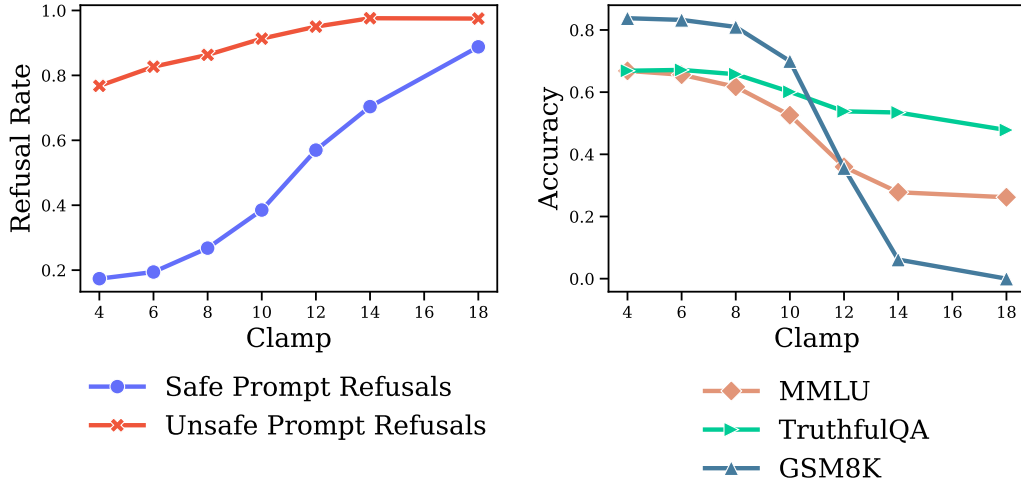 Refusal Rate
1.0
0.8
0.6
0.4
0.2
4 6 8 10 12 14 16 18
Clamp
Safe Prompt Refusals
Unsafe Prompt Refusals
Accuracy
0.8
0.6
0.4
0.2
0.0
4 6 8 10 12 14 16 18
Clamp
MMLU
TruthfulQA
GSM8K